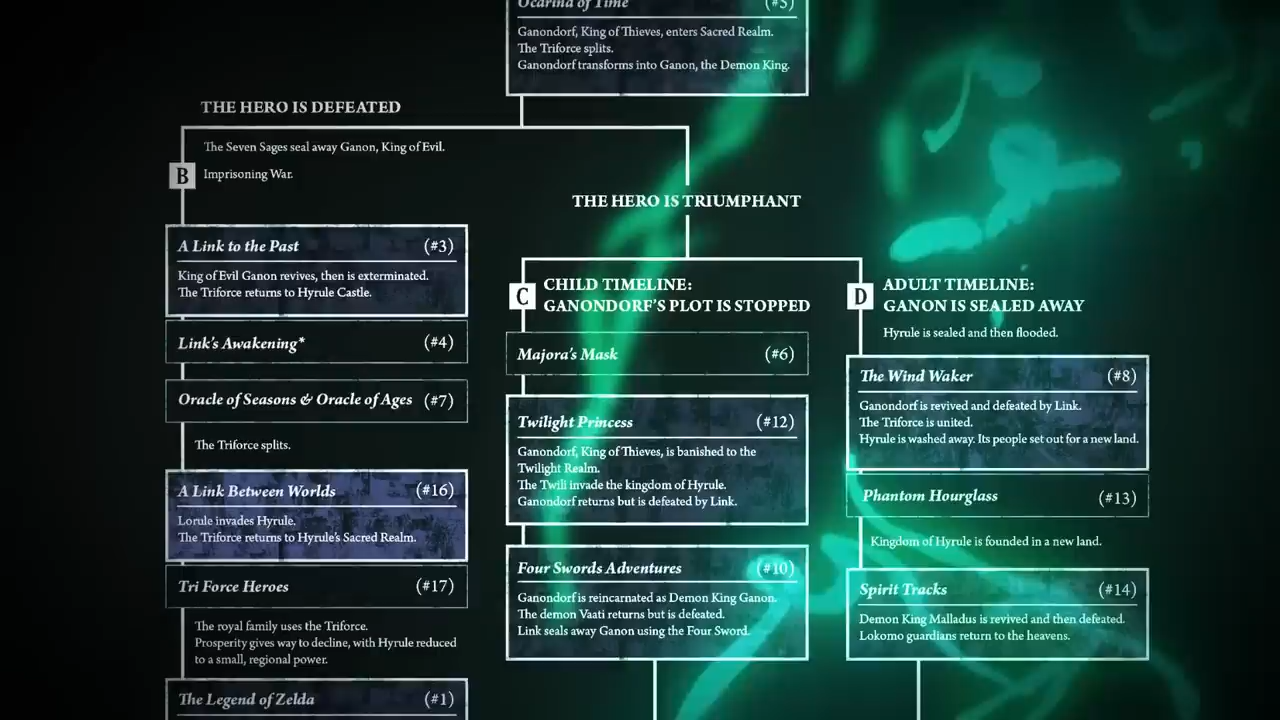 Ocarina of Time (#5)
Ganondorf, King of Thieves, enters Sacred Realm.
The Triforce splits.
Ganondorf transforms into Ganon, the Demon King.
THE HERO IS DEFEATED
The Seven Sages seal away Ganon, King of Evil.
B
Imprisoning War.
A Link to the Past (#3)
King of Evil Ganon revives, then is exterminated.
The Triforce returns to Hyrule Castle.
Link's Awakening* (#4)
Oracle of Seasons & Oracle of Ages (#7)
The Triforce splits.
A Link Between Worlds (#16)
Lorule invades Hyrule.
The Triforce returns to Hyrule's Sacred Realm.
Tri Force Heroes (#17)
The royal family uses the Triforce.
Prosperity gives way to decline, with Hyrule reduced
to a small, regional power.
The Legend of Zelda (#1)
THE HERO IS TRIUMPHANT
C
CHILD TIMELINE:
GANONDORF'S PLOT IS STOPPED
Majora's Mask (#6)
Twilight Princess (#12)
Ganondorf, King of Thieves, is banished to the
Twilight Realm.
The Twili invade the kingdom of Hyrule.
Ganondorf returns but is defeated by Link.
Four Swords Adventures (#10)
Ganondorf is reincarnated as Demon King Ganon.
The demon Vaati returns but is defeated.
Link seals away Ganon using the Four Sword.
D
ADULT TIMELINE:
GANON IS SEALED AWAY
Hyrule is sealed and then flooded.
The Wind Waker (#8)
Ganondorf is revived and defeated by Link.
The Triforce is united.
Hyrule is washed away. Its people set out for a new land.
Phantom Hourglass (#13)
Kingdom of Hyrule is founded in a new land.
Spirit Tracks (#14)
Demon King Malladus is revived and then defeated.
Lokomo guardians return to the heavens.